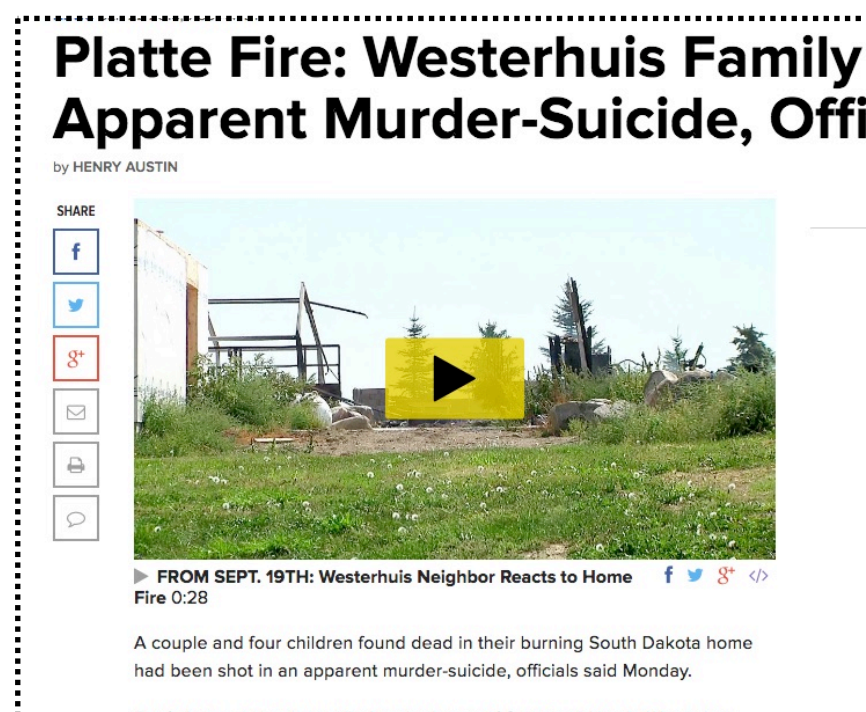 Platte Fire: Westerhuis Family
Apparent Murder-Suicide, Offi
by HENRY AUSTIN
SHARE
f
g+
FROM SEPT. 19TH: Westerhuis Neighbor Reacts to Home
Fire 0:28
f g+ </>
A couple and four children found dead in their burning South Dakota home
had been shot in an apparent murder-suicide, officials said Monday.